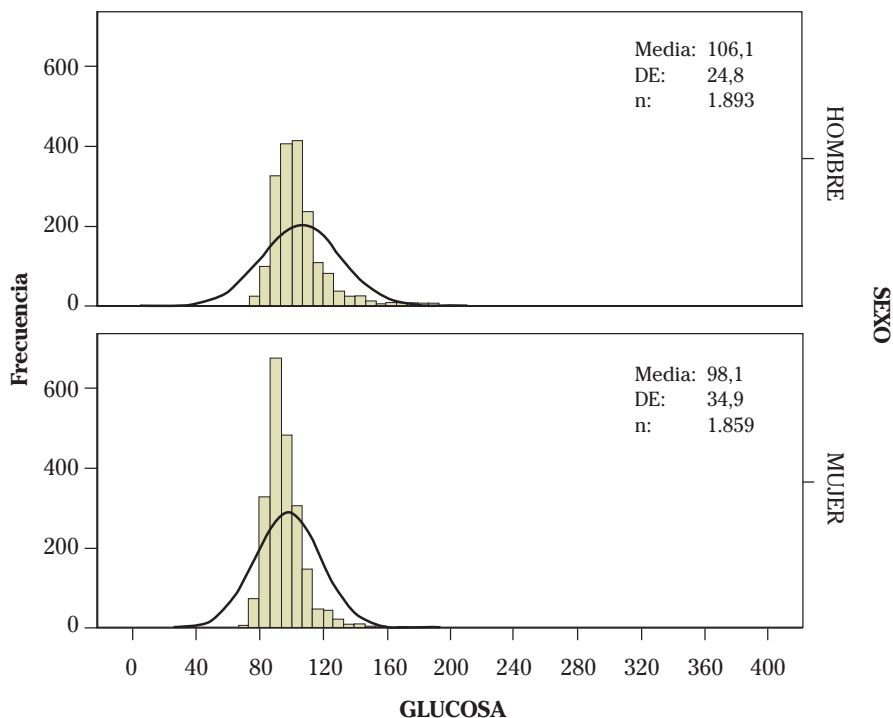 600
400
200
0
Media: 106,1
DE: 24,8
n: 1.893
HOMBRE
Frecuencia
SEXO
600
400
200
0
Media: 98,1
DE: 34,9
n: 1.859
MUJER
0 40 80 120 160 200 240 280 320 360 400
GLUCOSA